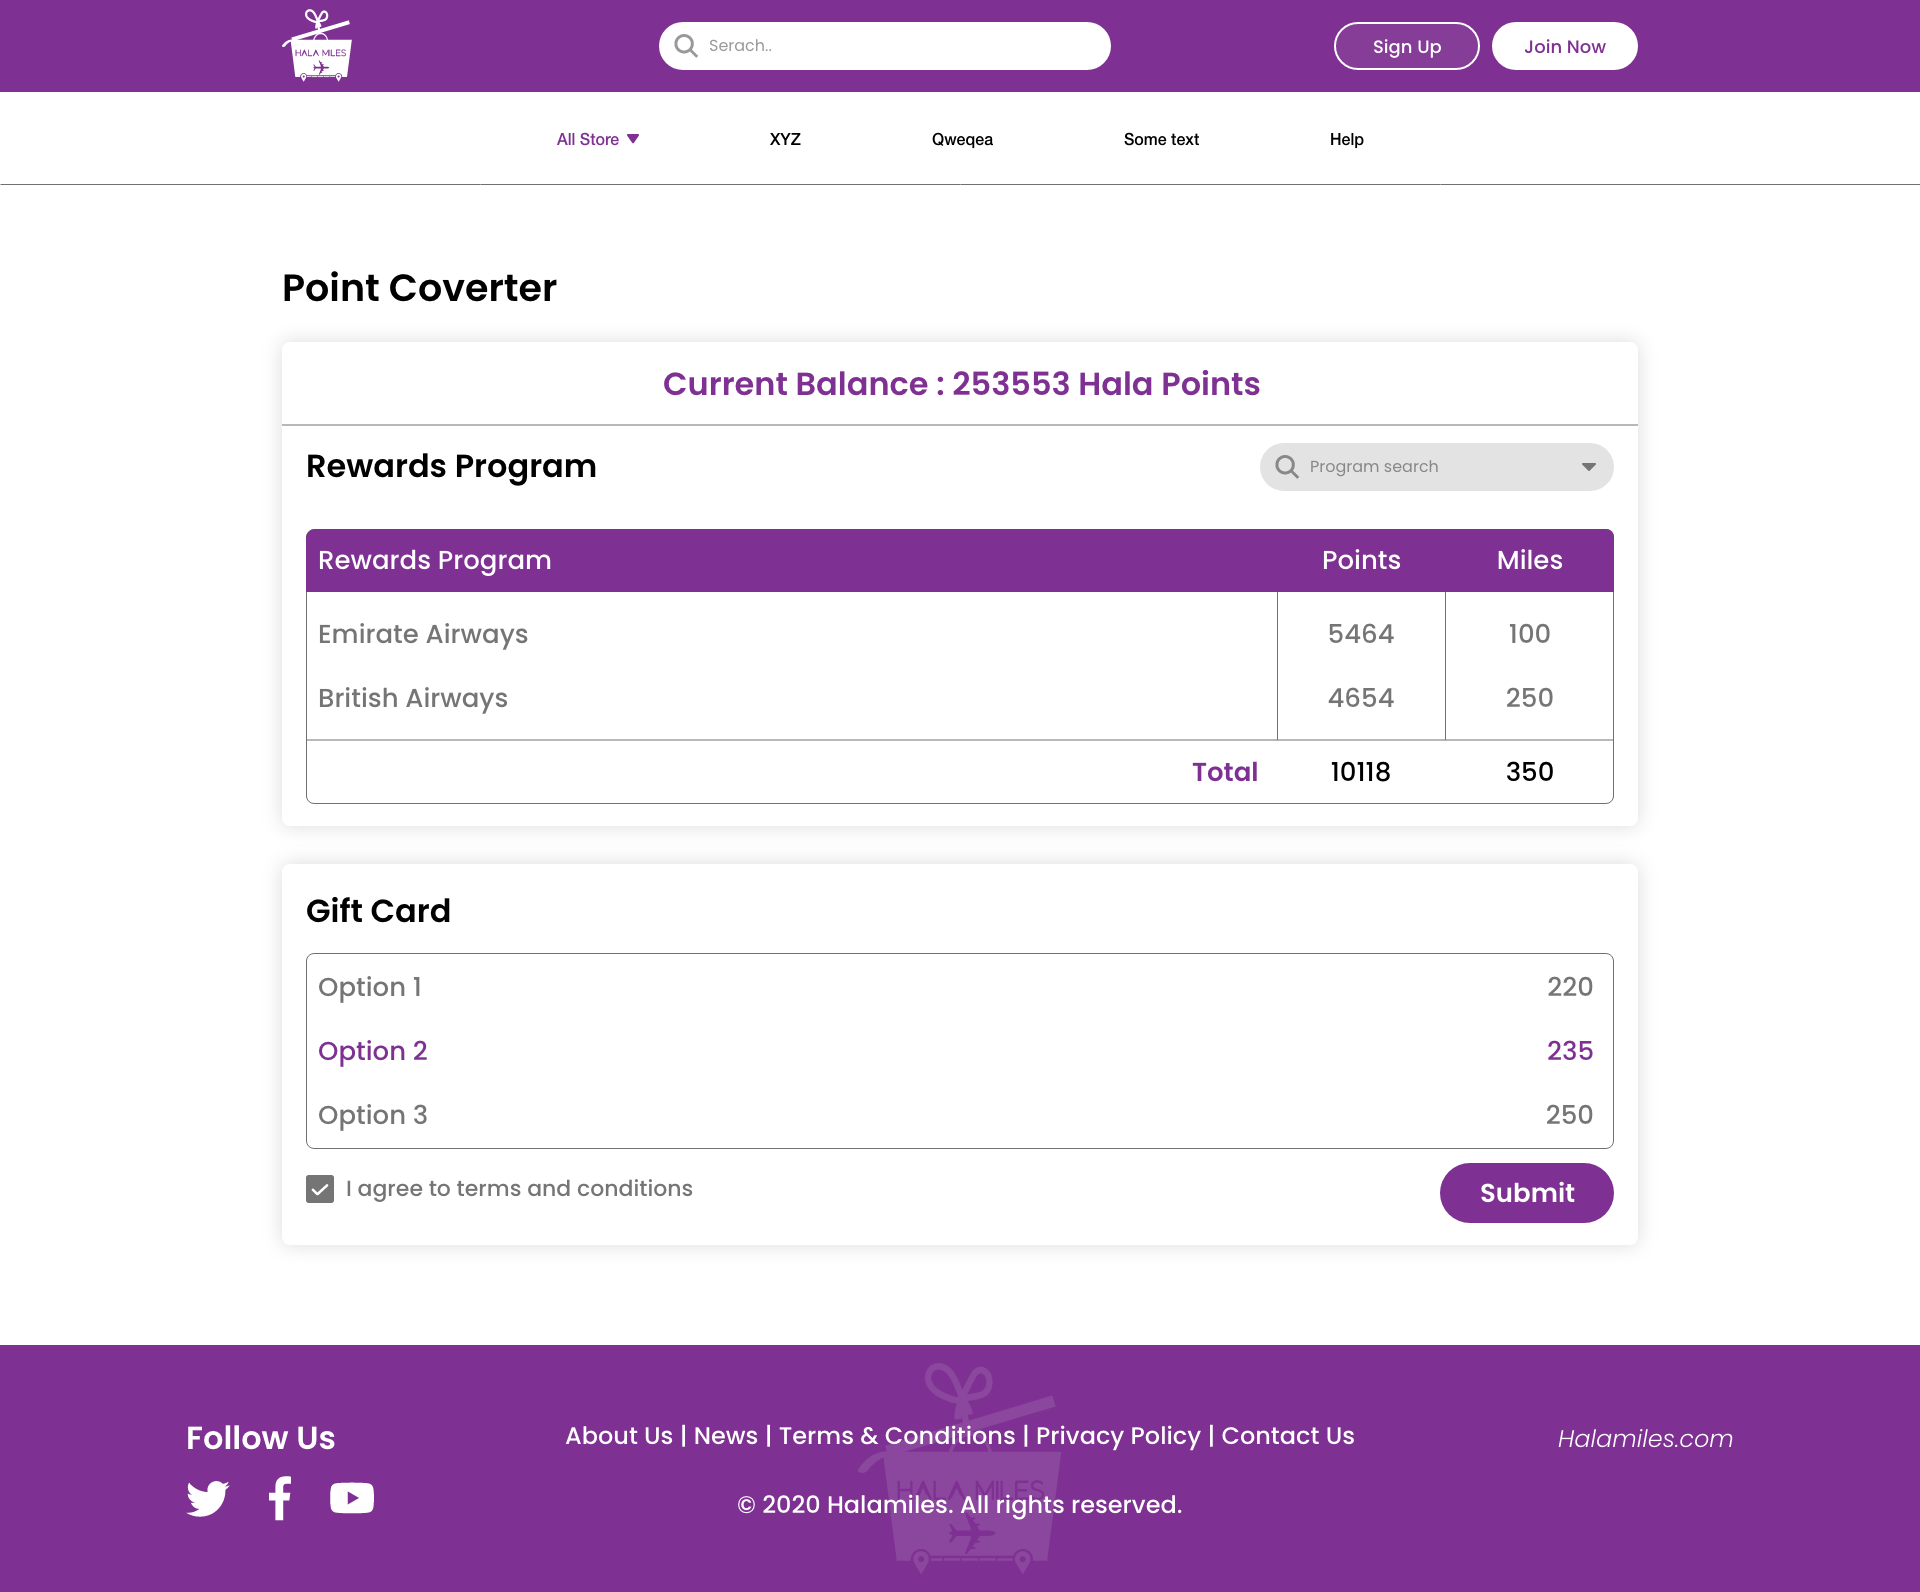 HALA MILES
Serach..
Sign Up
Join Now
All Store
XYZ
Qweqea
Some text
Help
Point Coverter
Current Balance : 253553 Hala Points
Rewards Program
Program search
Rewards Program Points Miles
Emirate Airways 5464 100
British Airways 4654 250
Total 10118 350
Gift Card
Option 1 220
Option 2 235
Option 3 250
I agree to terms and conditions
Submit
Follow Us
About Us | News | Terms & Conditions | Privacy Policy | Contact Us
Halamiles.com
HALA MILES
© 2020 Halamiles. All rights reserved.